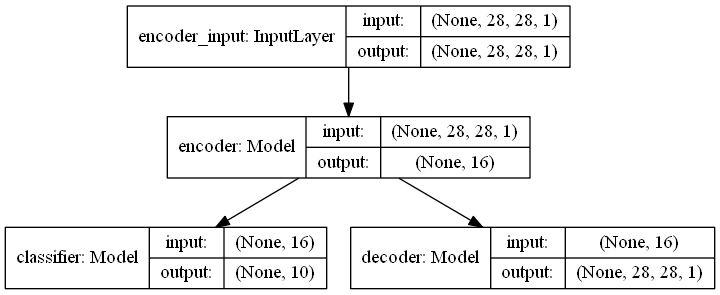 encoder_input: InputLayer
input: (None, 28, 28, 1)
output: (None, 28, 28, 1)
encoder: Model
input: (None, 28, 28, 1)
output: (None, 16)
classifier: Model
input: (None, 16)
output: (None, 10)
decoder: Model
input: (None, 16)
output: (None, 28, 28, 1)